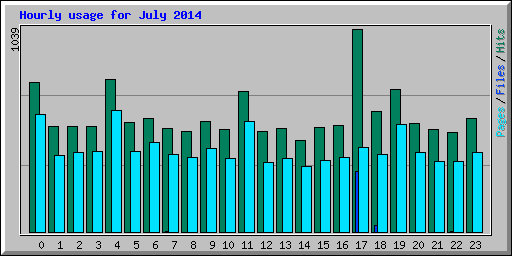 Hourly usage for July 2014
1039
Pages / Files / Hits
0 1 2 3 4 5 6 7 8 9 10 11 12 13 14 15 16 17 18 19 20 21 22 23